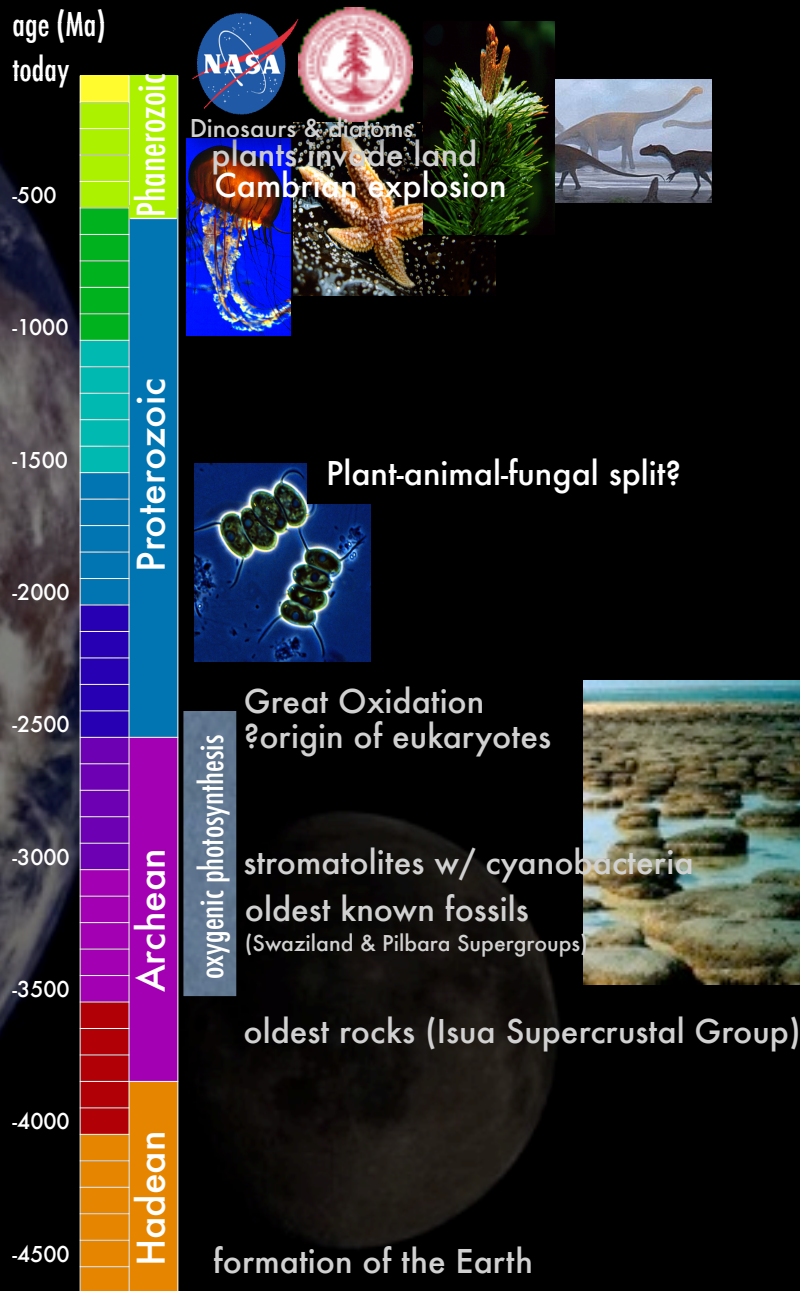 age (Ma)
today
NASA
Phanerozoic
Dinosaurs & diatoms
plants invade land
Cambrian explosion
-500
-1000
Proterozoic
-1500
Plant-animal-fungal split?
-2000
Great Oxidation
-2500
?origin of eukaryotes
oxygenic photosynthesis
-3000
stromatolites w/ cyanobacteria
Archean
oldest known fossils
(Swaziland & Pilbara Supergroups)
-3500
oldest rocks (Isua Supercrustal Group)
-4000
Hadean
-4500
formation of the Earth